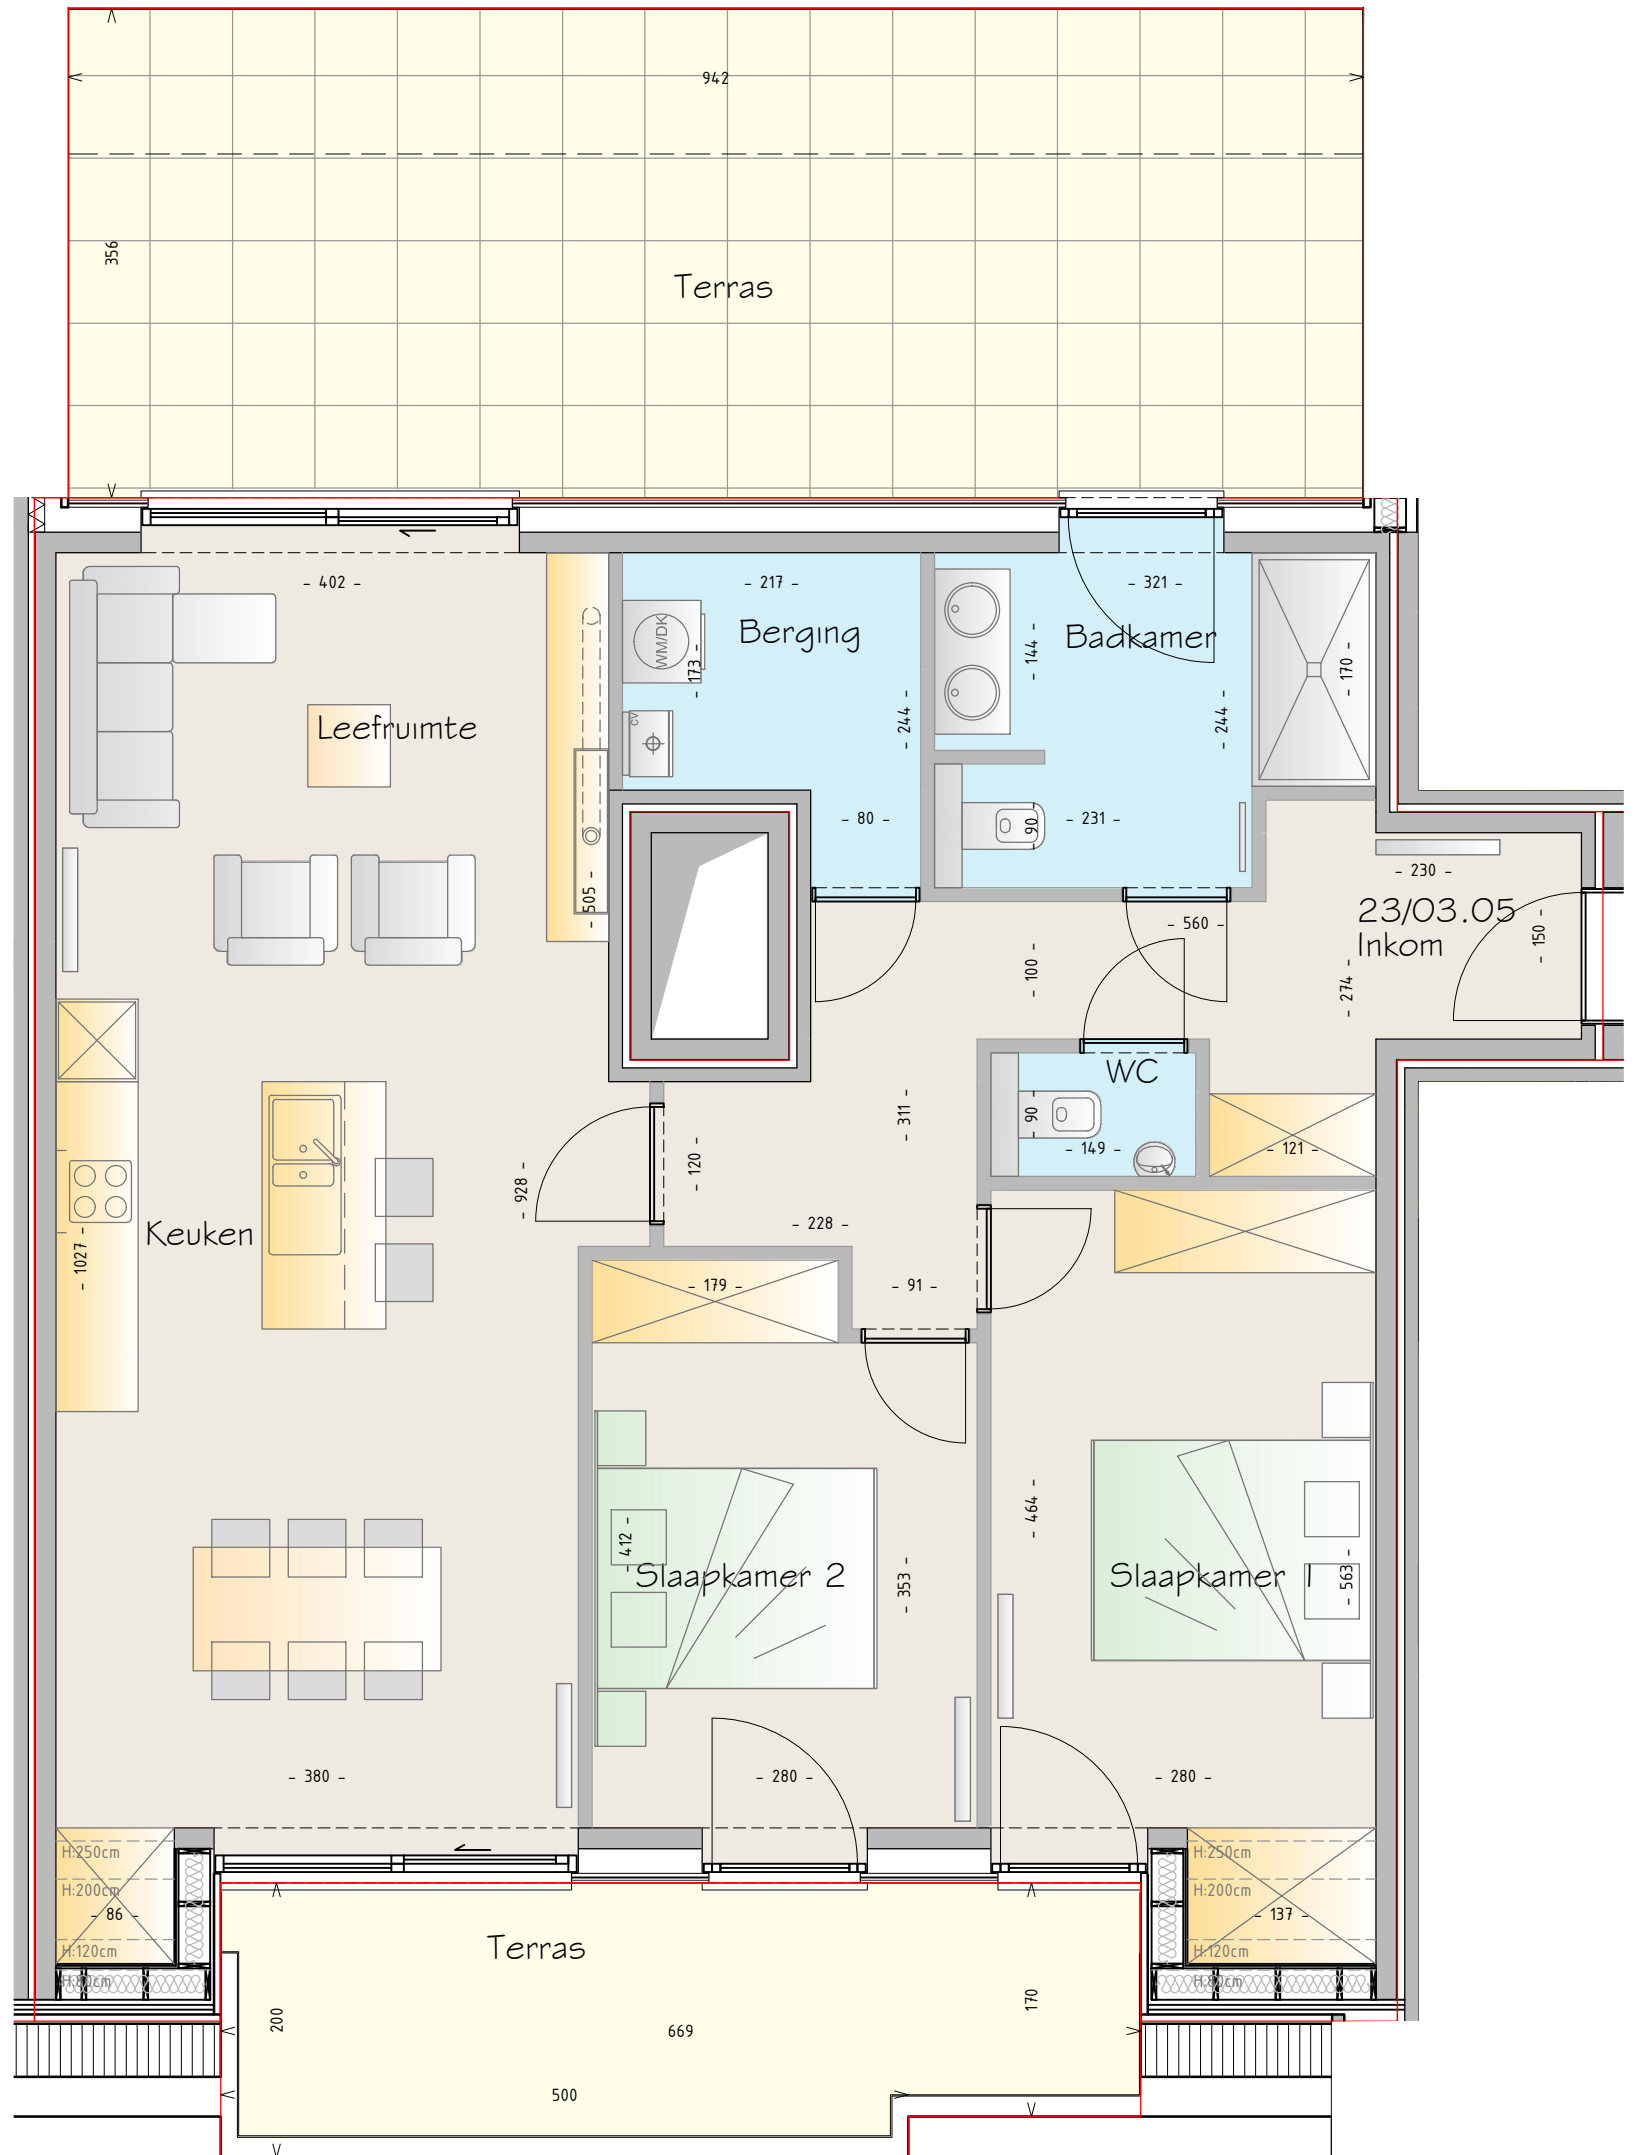 942
356
Terras
- 402 -
- 217 -
- 321 -
Berging
Badkamer
WM/DK
- 173 -
- 144 -
- 170 -
CV
Leefruimte
- 244 -
- 244 -
- 80 -
90
- 231 -
- 505 -
- 230 -
23/03.05
Inkom
- 560 -
- 150 -
- 100 -
- 274 -
WC
- 311 -
- 90 -
- 149 -
- 121 -
- 120 -
- 928 -
- 228 -
Keuken
- 1027 -
- 179 -
- 91 -
- 464 -
- 412 -
Slaapkamer 2
- 353 -
Slaapkamer 1
- 563 -
- 380 -
- 280 -
- 280 -
H:250cm
H:250cm
H:200cm
H:200cm
- 86 -
- 137 -
Terras
H:120cm
H:120cm
H:80cm
H:80cm
200
170
669
500